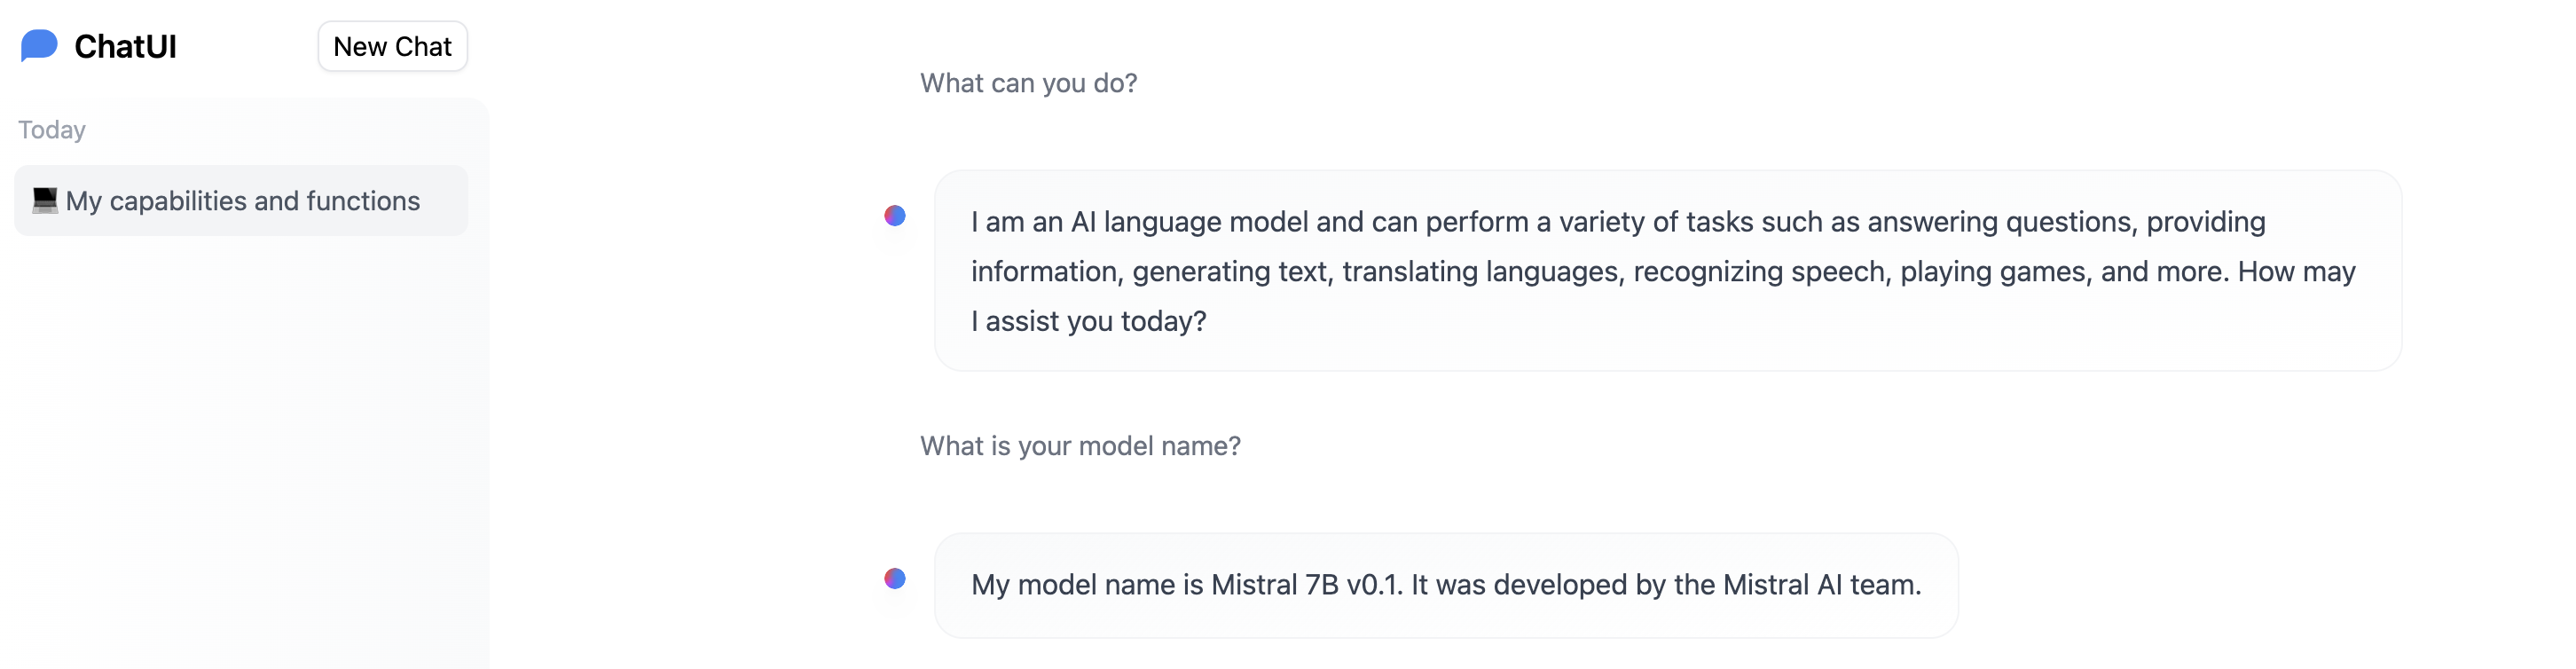 ChatUI
New Chat
Today
My capabilities and functions
What can you do?
I am an AI language model and can perform a variety of tasks such as answering questions, providing
information, generating text, translating languages, recognizing speech, playing games, and more. How may
I assist you today?
What is your model name?
My model name is Mistral 7B v0.1. It was developed by the Mistral AI team.